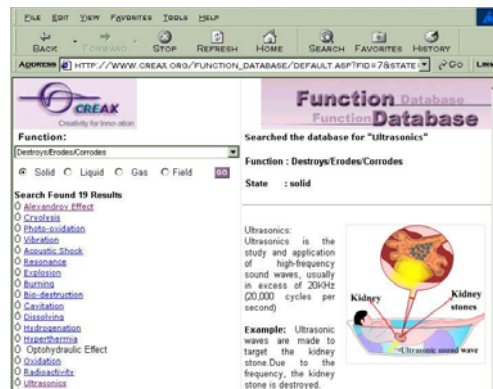 FILE EDIT VIEW FAVORITES TOOLS HELP
BACK FORWARD STOP REFRESH HOME SEARCH FAVORITES HISTORY
ADDRESS HTTP://WWW.CREAX.ORG/FUNCTION_DATABASE/DEFAULT.ASP?FID=7&STATE GO
CREAX
Creativity for Innovation
Function Database
Function Database
Function:
Destroys/Erodes/Corrodes
Solid Liquid Gas Field GO
Search Found 19 Results
Alexandrov Effect
Cryolysis
Photo-oxidation
Vibration
Acoustic Shock
Resonance
Explosion
Burning
Bio-destruction
Cavitation
Dissolving
Hydrogenation
Hyperthermia
Optohydraulic Effect
Oxidation
Radioactivity
Ultrasonics
Searched the database for "Ultrasonics"
Function : Destroys/Erodes/Corrodes
State : solid
Ultrasonics:
Ultrasonics is the
study and application
of high-frequency
sound waves, usually
in excess of 20KHz
(20,000 cycles per
second)
Example: Ultrasonic
waves are made to
target the kidney
stone.Due to the
frequency, the kidney
stone is destroyed.
Kidney
Kidney
stones
Ultrasonic sound wave